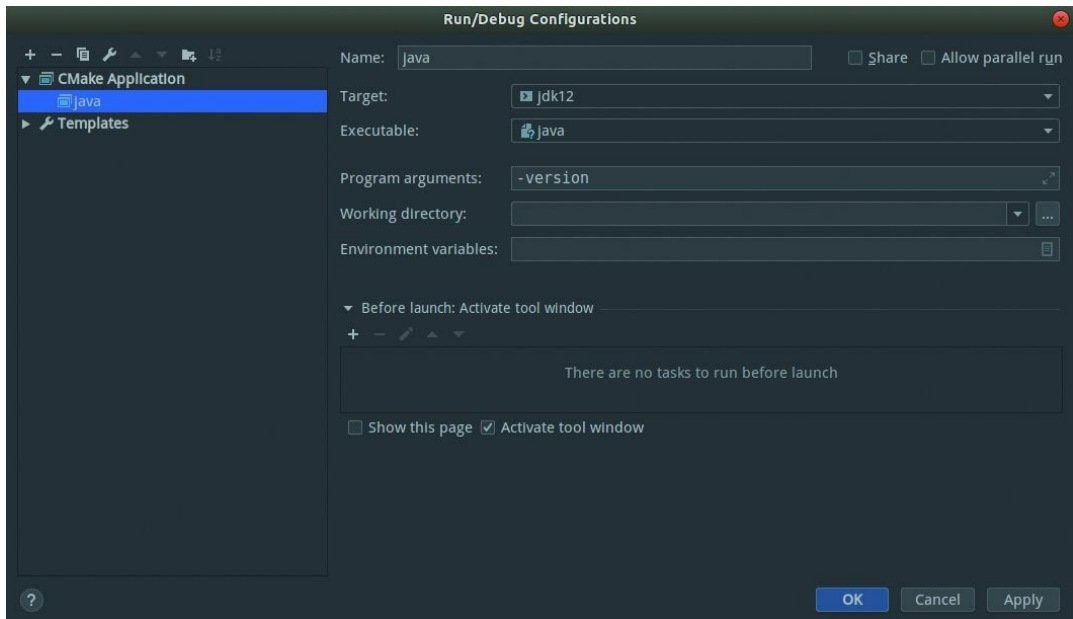 Run/Debug Configurations
Name: java Share Allow parallel run
CMake Application
java
Templates
Target: jdk12
Executable: java
Program arguments: -version
Working directory: ...
Environment variables:
Before launch: Activate tool window
There are no tasks to run before launch
Show this page Activate tool window
? OK Cancel Apply